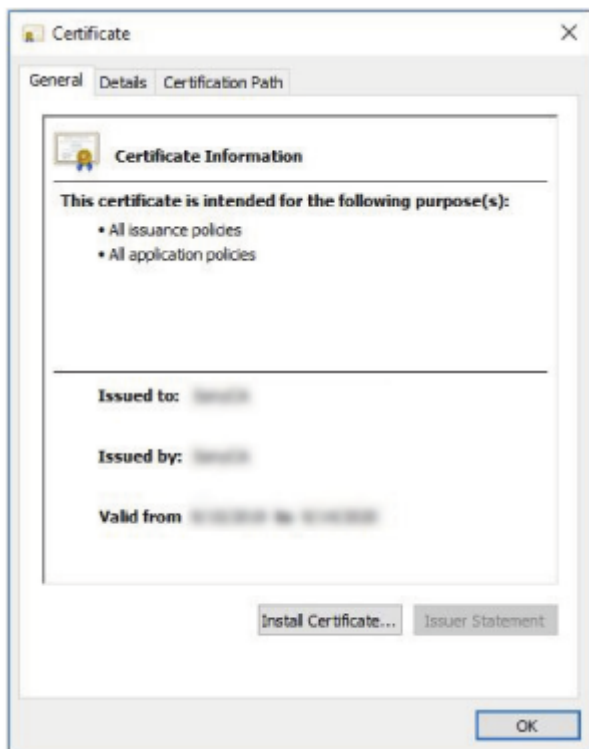 Certificate
General Details Certification Path
Certificate Information
This certificate is intended for the following purpose(s):
• All issuance policies
• All application policies
Issued to:
Issued by:
Valid from
Install Certificate... Issuer Statement
OK